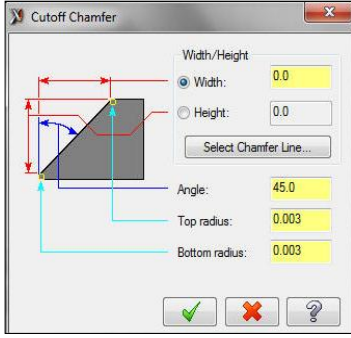 Cutoff Chamfer
Width/Height
Width: 0.0
Height: 0.0
Select Chamfer Line...
Angle: 45.0
Top radius: 0.003
Bottom radius: 0.003
?